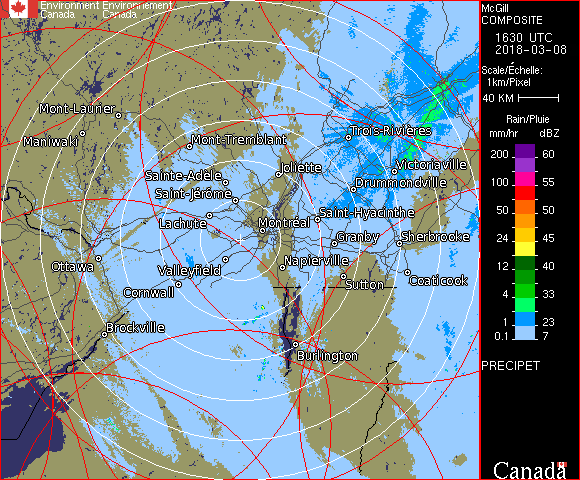 Environment Environnement
Canada Canada
McGill
COMPOSITE
1630 UTC
2018-03-08
Scale/Échelle:
1km/Pixel
40 KM
Rain/Pluie
mm/hr dBZ
200 60
100 55
50 50
24 45
12 40
4 33
1 23
0.1 7
PRECIPET
Canada
Mont-Laurier
Maniwaki
Mont-Tremblant
Trois-Rivières
Joliette
Victoriaville
Sainte-Adèle
Drummondville
Saint-Jérôme
Saint-Hyacinthe
Lachute
Montréal
Granby
Sherbrooke
Ottawa
Valleyfield
Napierville
Sutton
Coaticook
Cornwall
Brockville
Burlington